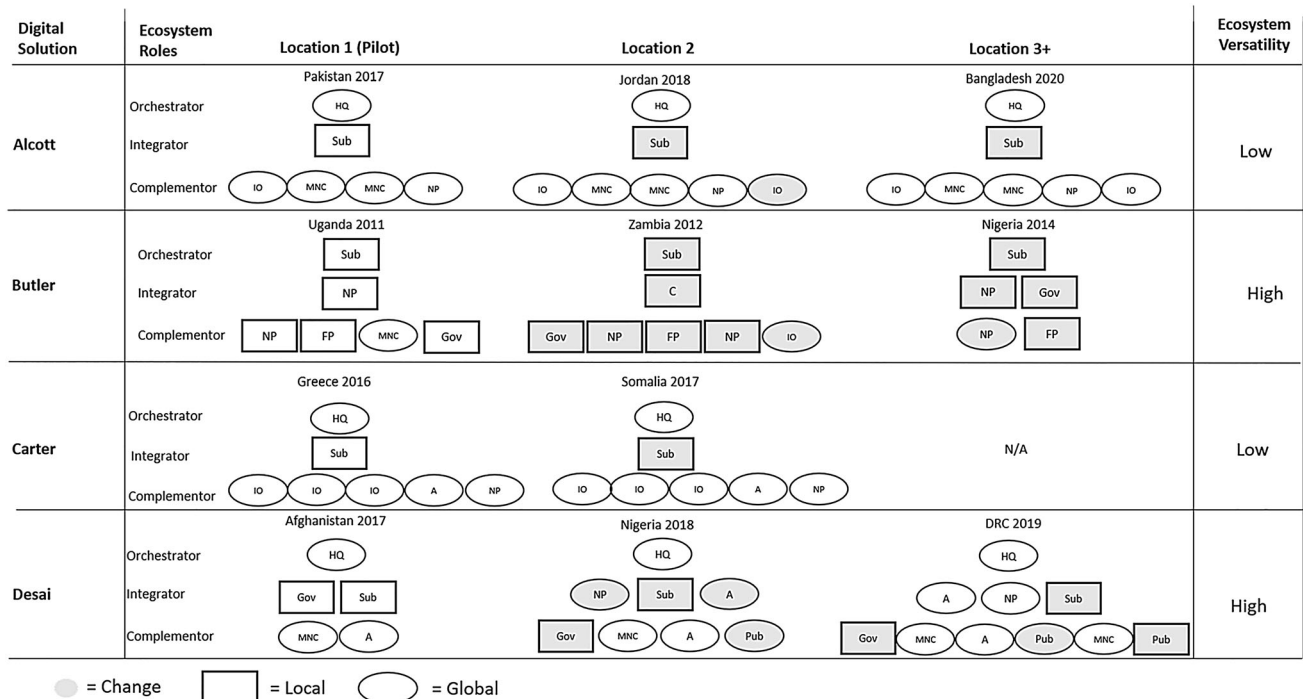 Digital Solution Ecosystem Roles Location 1 (Pilot) Location 2 Location 3+ Ecosystem Versatility
Pakistan 2017 Jordan 2018 Bangladesh 2020
Orchestrator HQ HQ HQ
Alcott Integrator Sub Sub Sub Low
Complementor IO MNC MNC NP IO MNC MNC NP IO IO MNC MNC NP IO
Uganda 2011 Zambia 2012 Nigeria 2014
Orchestrator Sub Sub Sub
Butler Integrator NP C NP Gov High
Complementor NP FP MNC Gov Gov NP FP NP IO NP FP
Greece 2016 Somalia 2017
Orchestrator HQ HQ
Carter Integrator Sub Sub N/A Low
Complementor IO IO IO A NP IO IO IO A NP
Afghanistan 2017 Nigeria 2018 DRC 2019
Orchestrator HQ HQ HQ
Desai Integrator Gov Sub NP Sub A A NP Sub High
Complementor MNC A Gov MNC A Pub Gov MNC A Pub MNC Pub
= Change = Local = Global